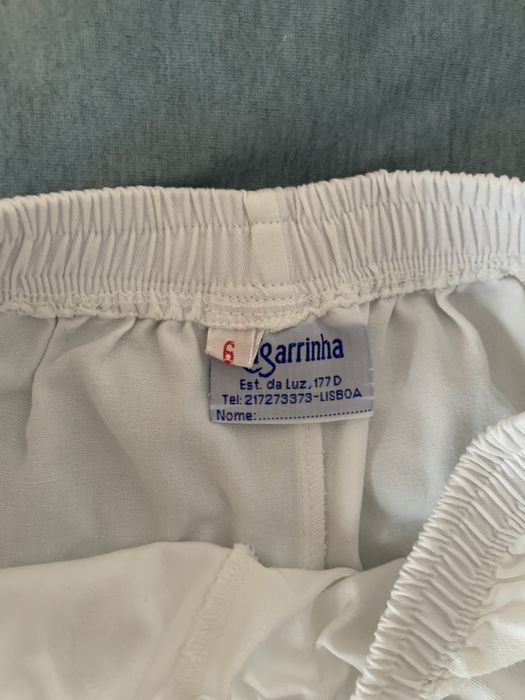 6
garrinha
Est. da Luz, 177 D
Tel: 217273373-LISBOA
Nome:..........................